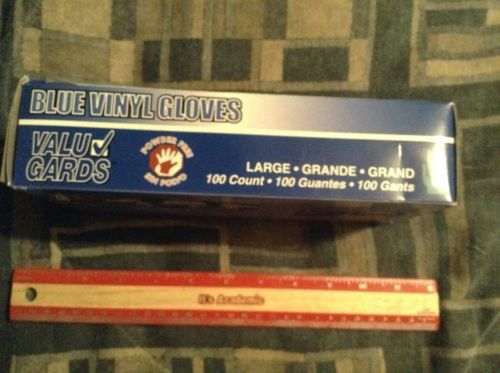 BLUE VINYL GLOVES
VALU
GARDS
POWDER FREE
SIN POLVO
LARGE • GRANDE • GRAND
100 Count • 100 Guantes • 100 Gants
It's Academic